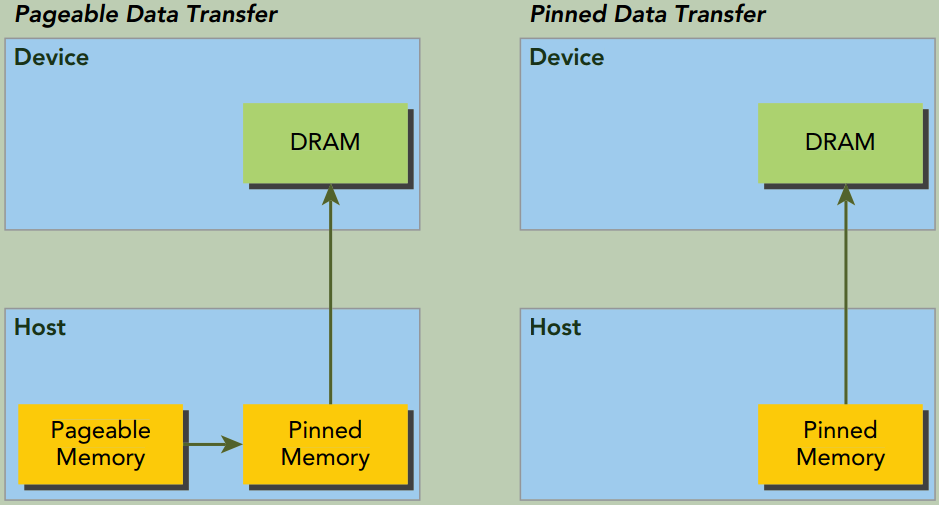 Pageable Data Transfer
Device
DRAM
Host
Pageable
Memory
Pinned
Memory
Pinned Data Transfer
Device
DRAM
Host
Pinned
Memory